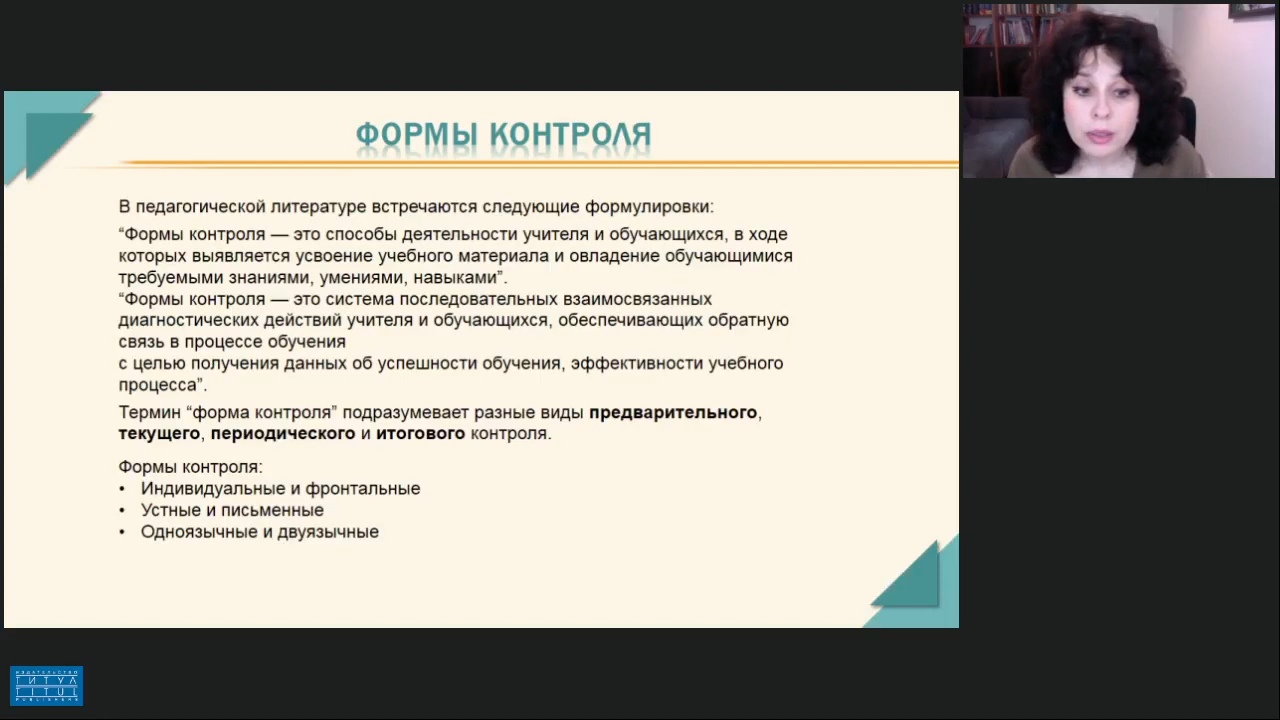 ФОРМЫ КОНТРОЛЯ
В педагогической литературе встречаются следующие формулировки:
“Формы контроля — это способы деятельности учителя и обучающихся, в ходе
которых выявляется усвоение учебного материала и овладение обучающимися
требуемыми знаниями, умениями, навыками”.
“Формы контроля — это система последовательных взаимосвязанных
диагностических действий учителя и обучающихся, обеспечивающих обратную
связь в процессе обучения
с целью получения данных об успешности обучения, эффективности учебного
процесса”.
Термин “форма контроля” подразумевает разные виды предварительного,
текущего, периодического и итогового контроля.
Формы контроля:
• Индивидуальные и фронтальные
• Устные и письменные
• Одноязычные и двуязычные
ИЗДАТЕЛЬСТВО
ТИТУЛ
TITUL
PUBLISHERS